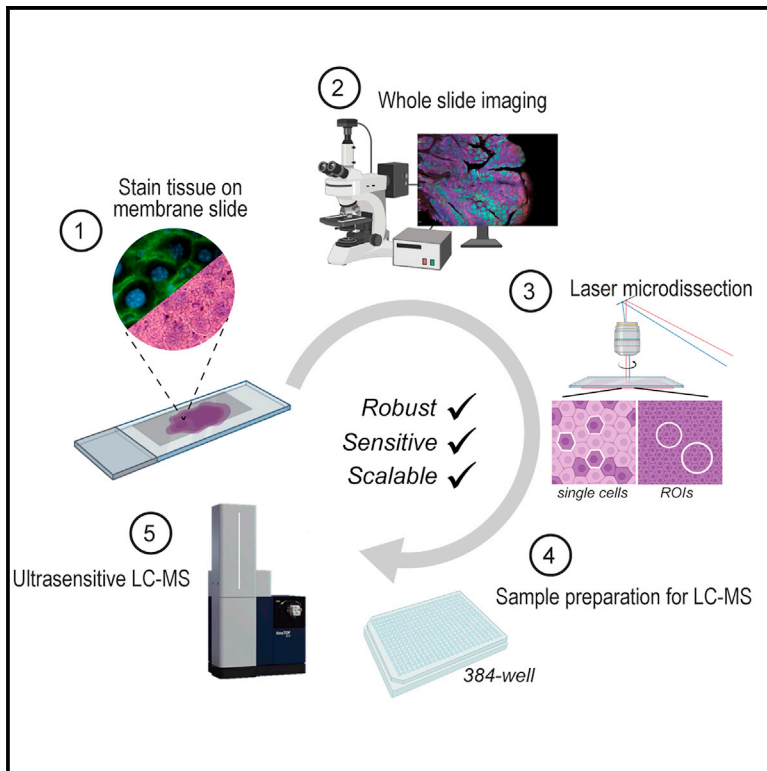 1
Stain tissue on
membrane slide
2
Whole slide imaging
3
Laser microdissection
single cells
ROIs
4
Sample preparation for LC-MS
384-well
5
Ultrasensitive LC-MS
Robust ✓
Sensitive ✓
Scalable ✓
timsTOF